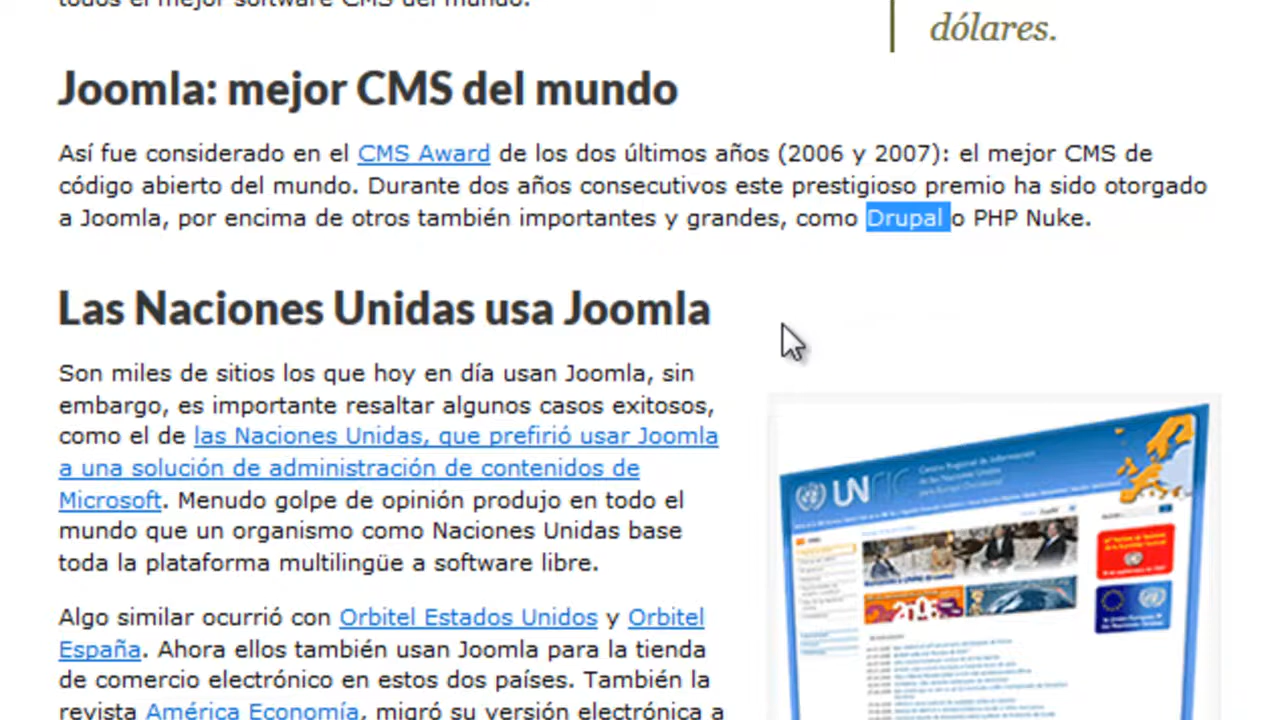 todos el mejor software CMS del mundo.
dólares.
Joomla: mejor CMS del mundo
Así fue considerado en el CMS Award de los dos últimos años (2006 y 2007): el mejor CMS de
código abierto del mundo. Durante dos años consecutivos este prestigioso premio ha sido otorgado
a Joomla, por encima de otros también importantes y grandes, como Drupal o PHP Nuke.
Las Naciones Unidas usa Joomla
Son miles de sitios los que hoy en día usan Joomla, sin
embargo, es importante resaltar algunos casos exitosos,
como el de las Naciones Unidas, que prefirió usar Joomla
a una solución de administración de contenidos de
Microsoft. Menudo golpe de opinión produjo en todo el
mundo que un organismo como Naciones Unidas base
toda la plataforma multilingüe a software libre.
Algo similar ocurrió con Orbitel Estados Unidos y Orbitel
España. Ahora ellos también usan Joomla para la tienda
de comercio electrónico en estos dos países. También la
revista América Economía, migró su versión electrónica a
UNRIC Centro Regional de Información